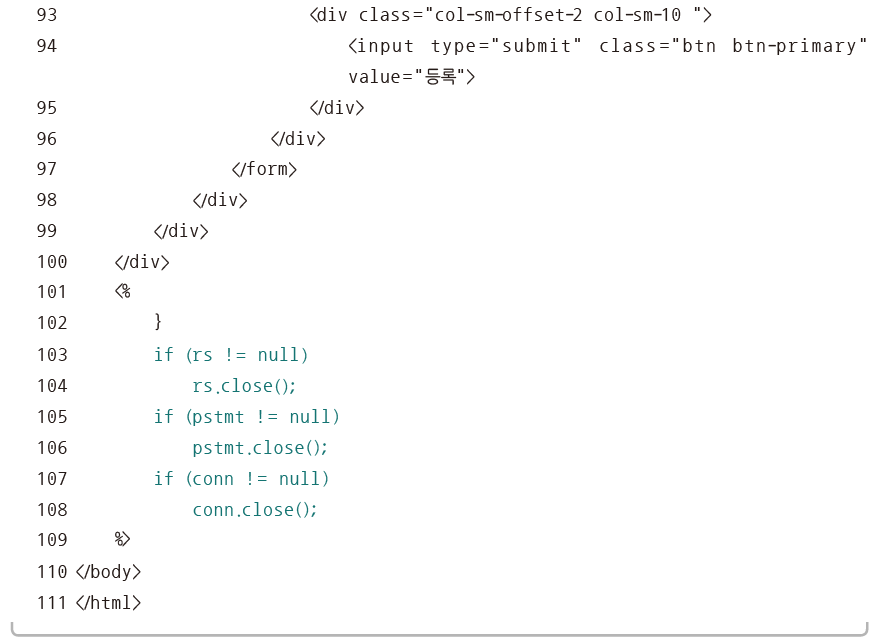 93 <div class="col-sm-offset-2 col-sm-10 ">
94 <input type="submit" class="btn btn-primary"
value="등록">
95 </div>
96 </div>
97 </form>
98 </div>
99 </div>
100 </div>
101 <%
102 }
103 if (rs != null)
104 rs.close();
105 if (pstmt != null)
106 pstmt.close();
107 if (conn != null)
108 conn.close();
109 %>
110 </body>
111 </html>